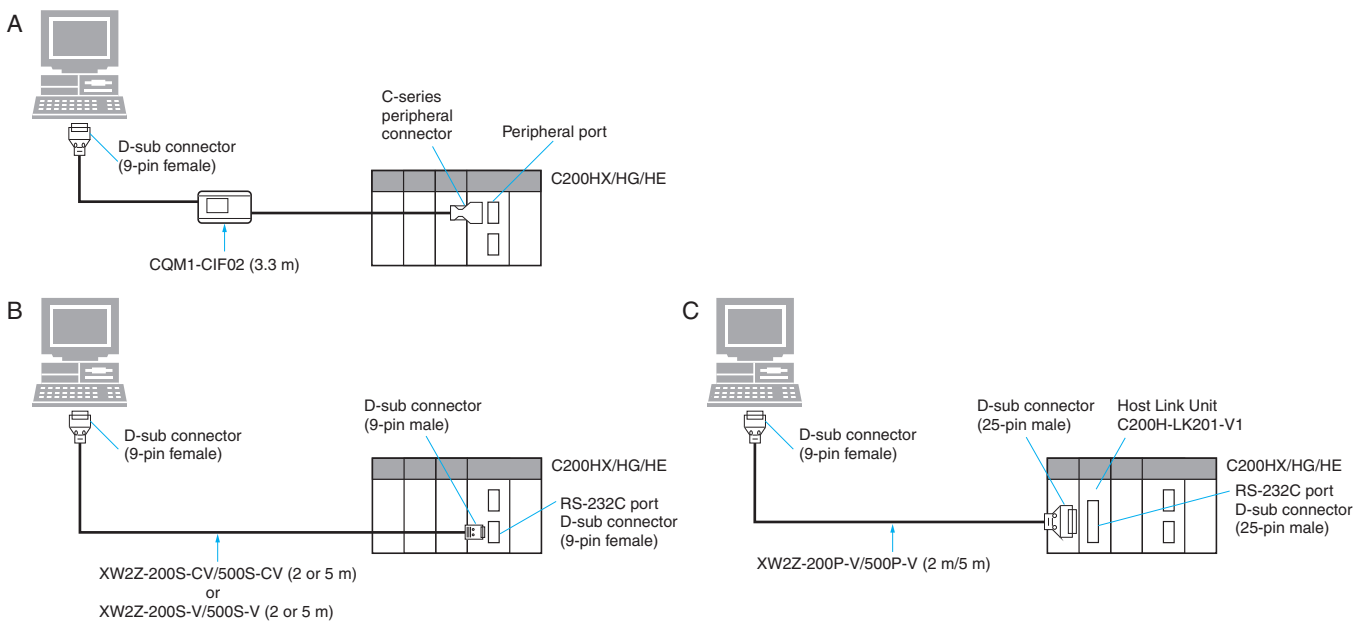 A
D-sub connector
(9-pin female)
CQM1-CIF02 (3.3 m)
C-series
peripheral
connector
Peripheral port
C200HX/HG/HE
B
D-sub connector
(9-pin female)
D-sub connector
(9-pin male)
C200HX/HG/HE
RS-232C port
D-sub connector
(9-pin female)
XW2Z-200S-CV/500S-CV (2 or 5 m)
or
XW2Z-200S-V/500S-V (2 or 5 m)
C
D-sub connector
(9-pin female)
D-sub connector
(25-pin male)
Host Link Unit
C200H-LK201-V1
C200HX/HG/HE
RS-232C port
D-sub connector
(25-pin male)
XW2Z-200P-V/500P-V (2 m/5 m)